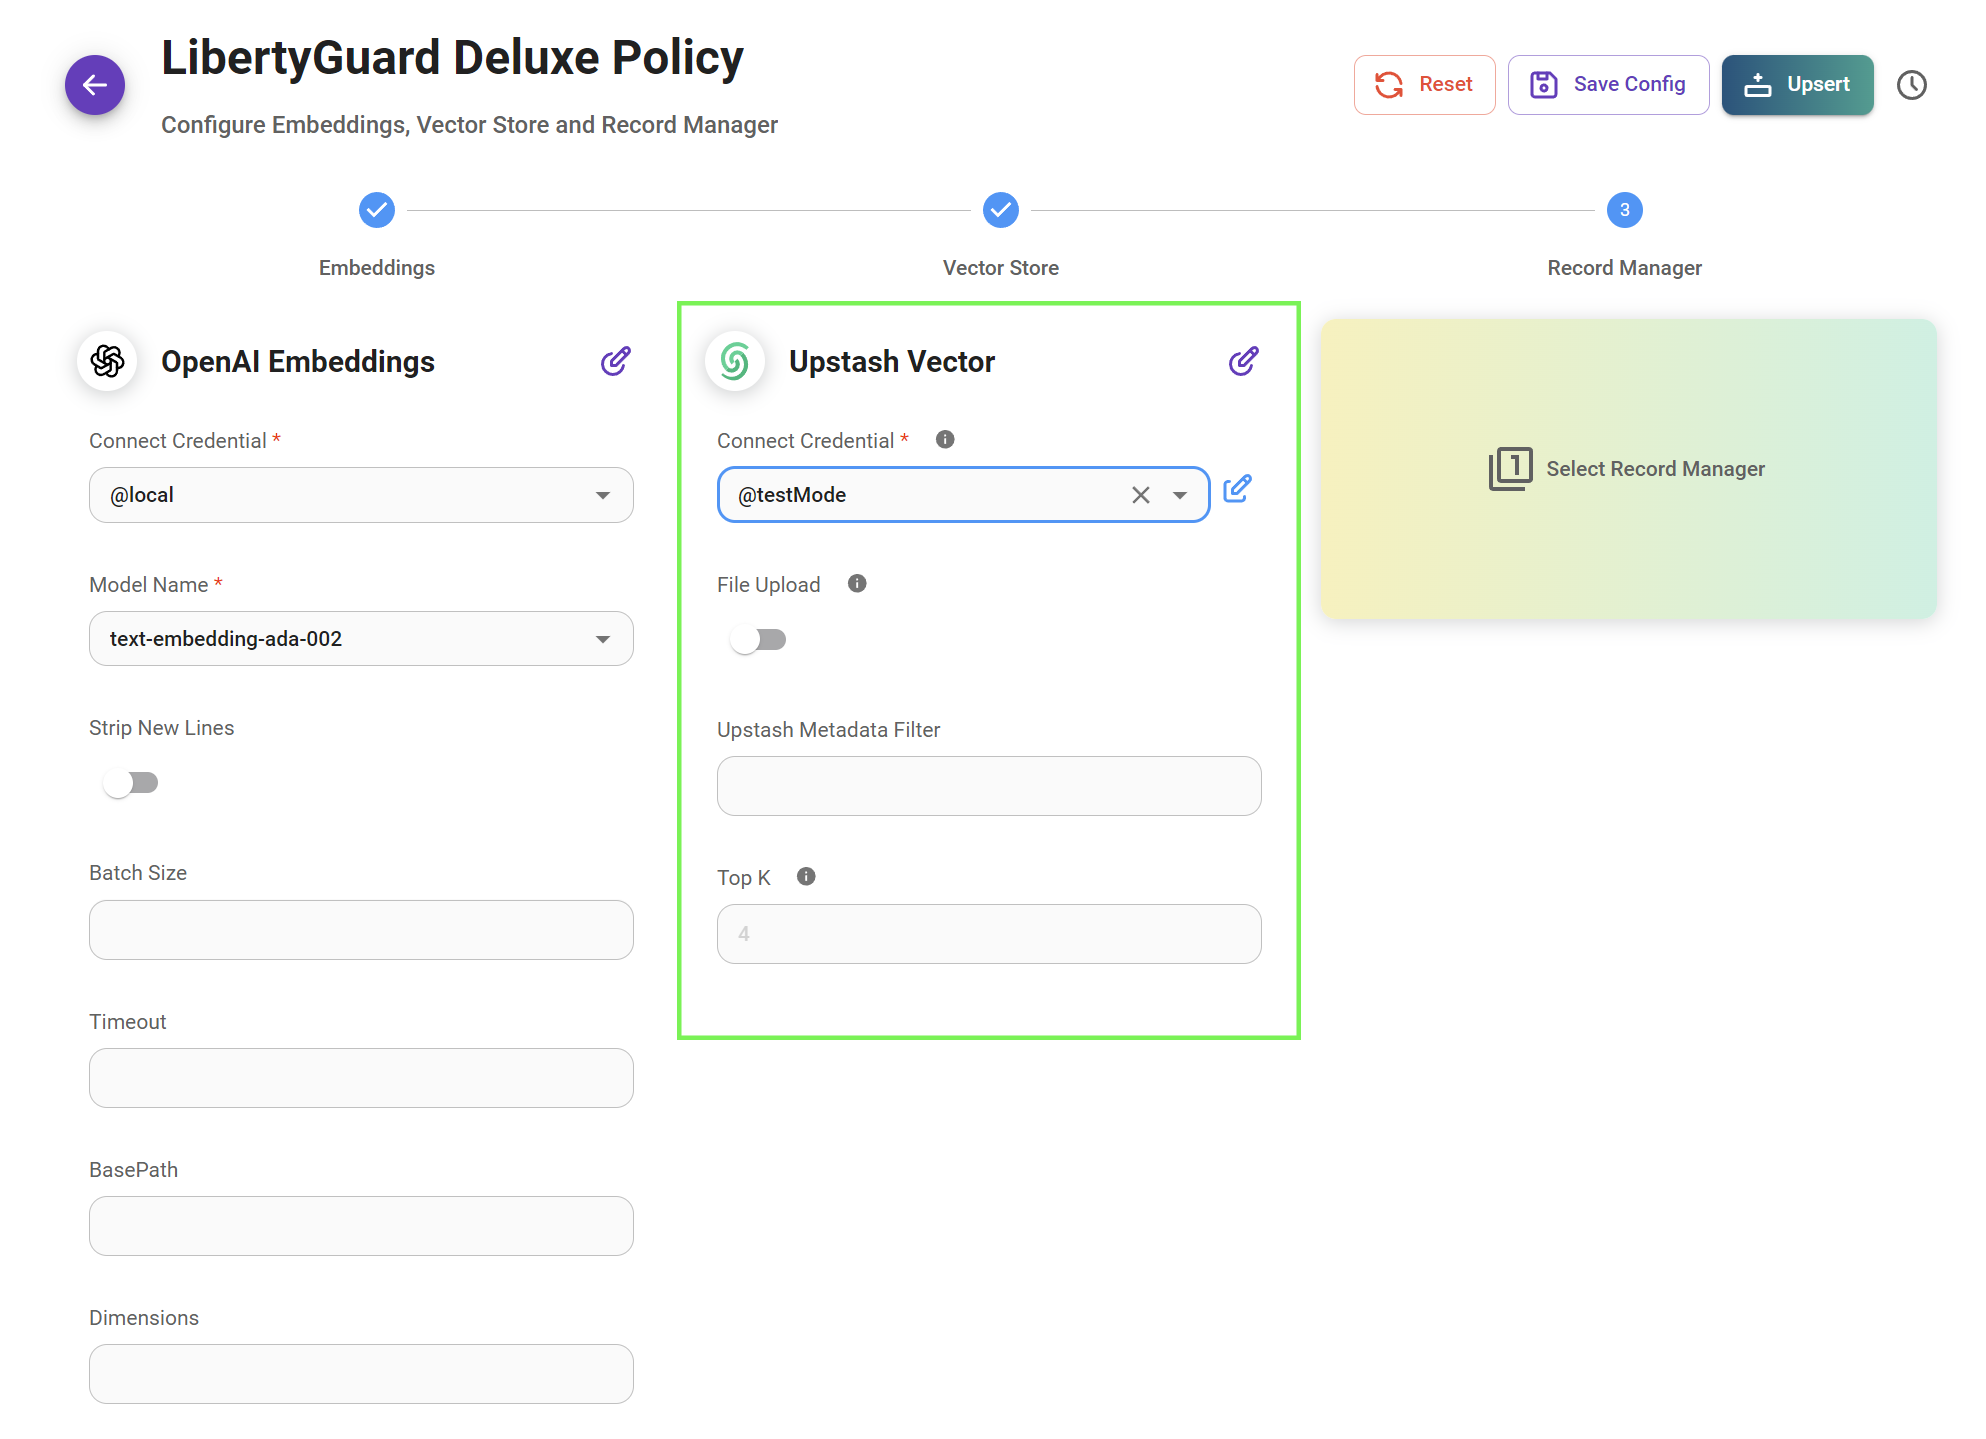 LibertyGuard Deluxe Policy
Configure Embeddings, Vector Store and Record Manager
Reset
Save Config
Upsert
3
Embeddings
Vector Store
Record Manager
OpenAI Embeddings
Connect Credential *
@local
Model Name *
text-embedding-ada-002
Strip New Lines
Batch Size
Timeout
BasePath
Dimensions
Upstash Vector
Connect Credential *
@testMode
File Upload
Upstash Metadata Filter
Top K
4
1
Select Record Manager